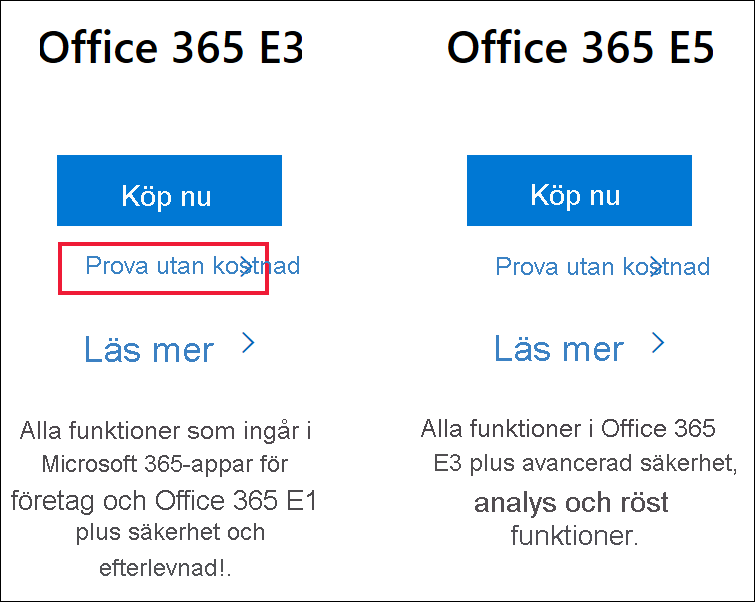 Office 365 E3
Köp nu
Prova utan kostnad
Läs mer
Alla funktioner som ingår i
Microsoft 365-appar för
företag och Office 365 E1
plus säkerhet och
efterlevnad!.
Office 365 E5
Köp nu
Prova utan kostnad
Läs mer
Alla funktioner i Office 365
E3 plus avancerad säkerhet,
analys och röst
funktioner.